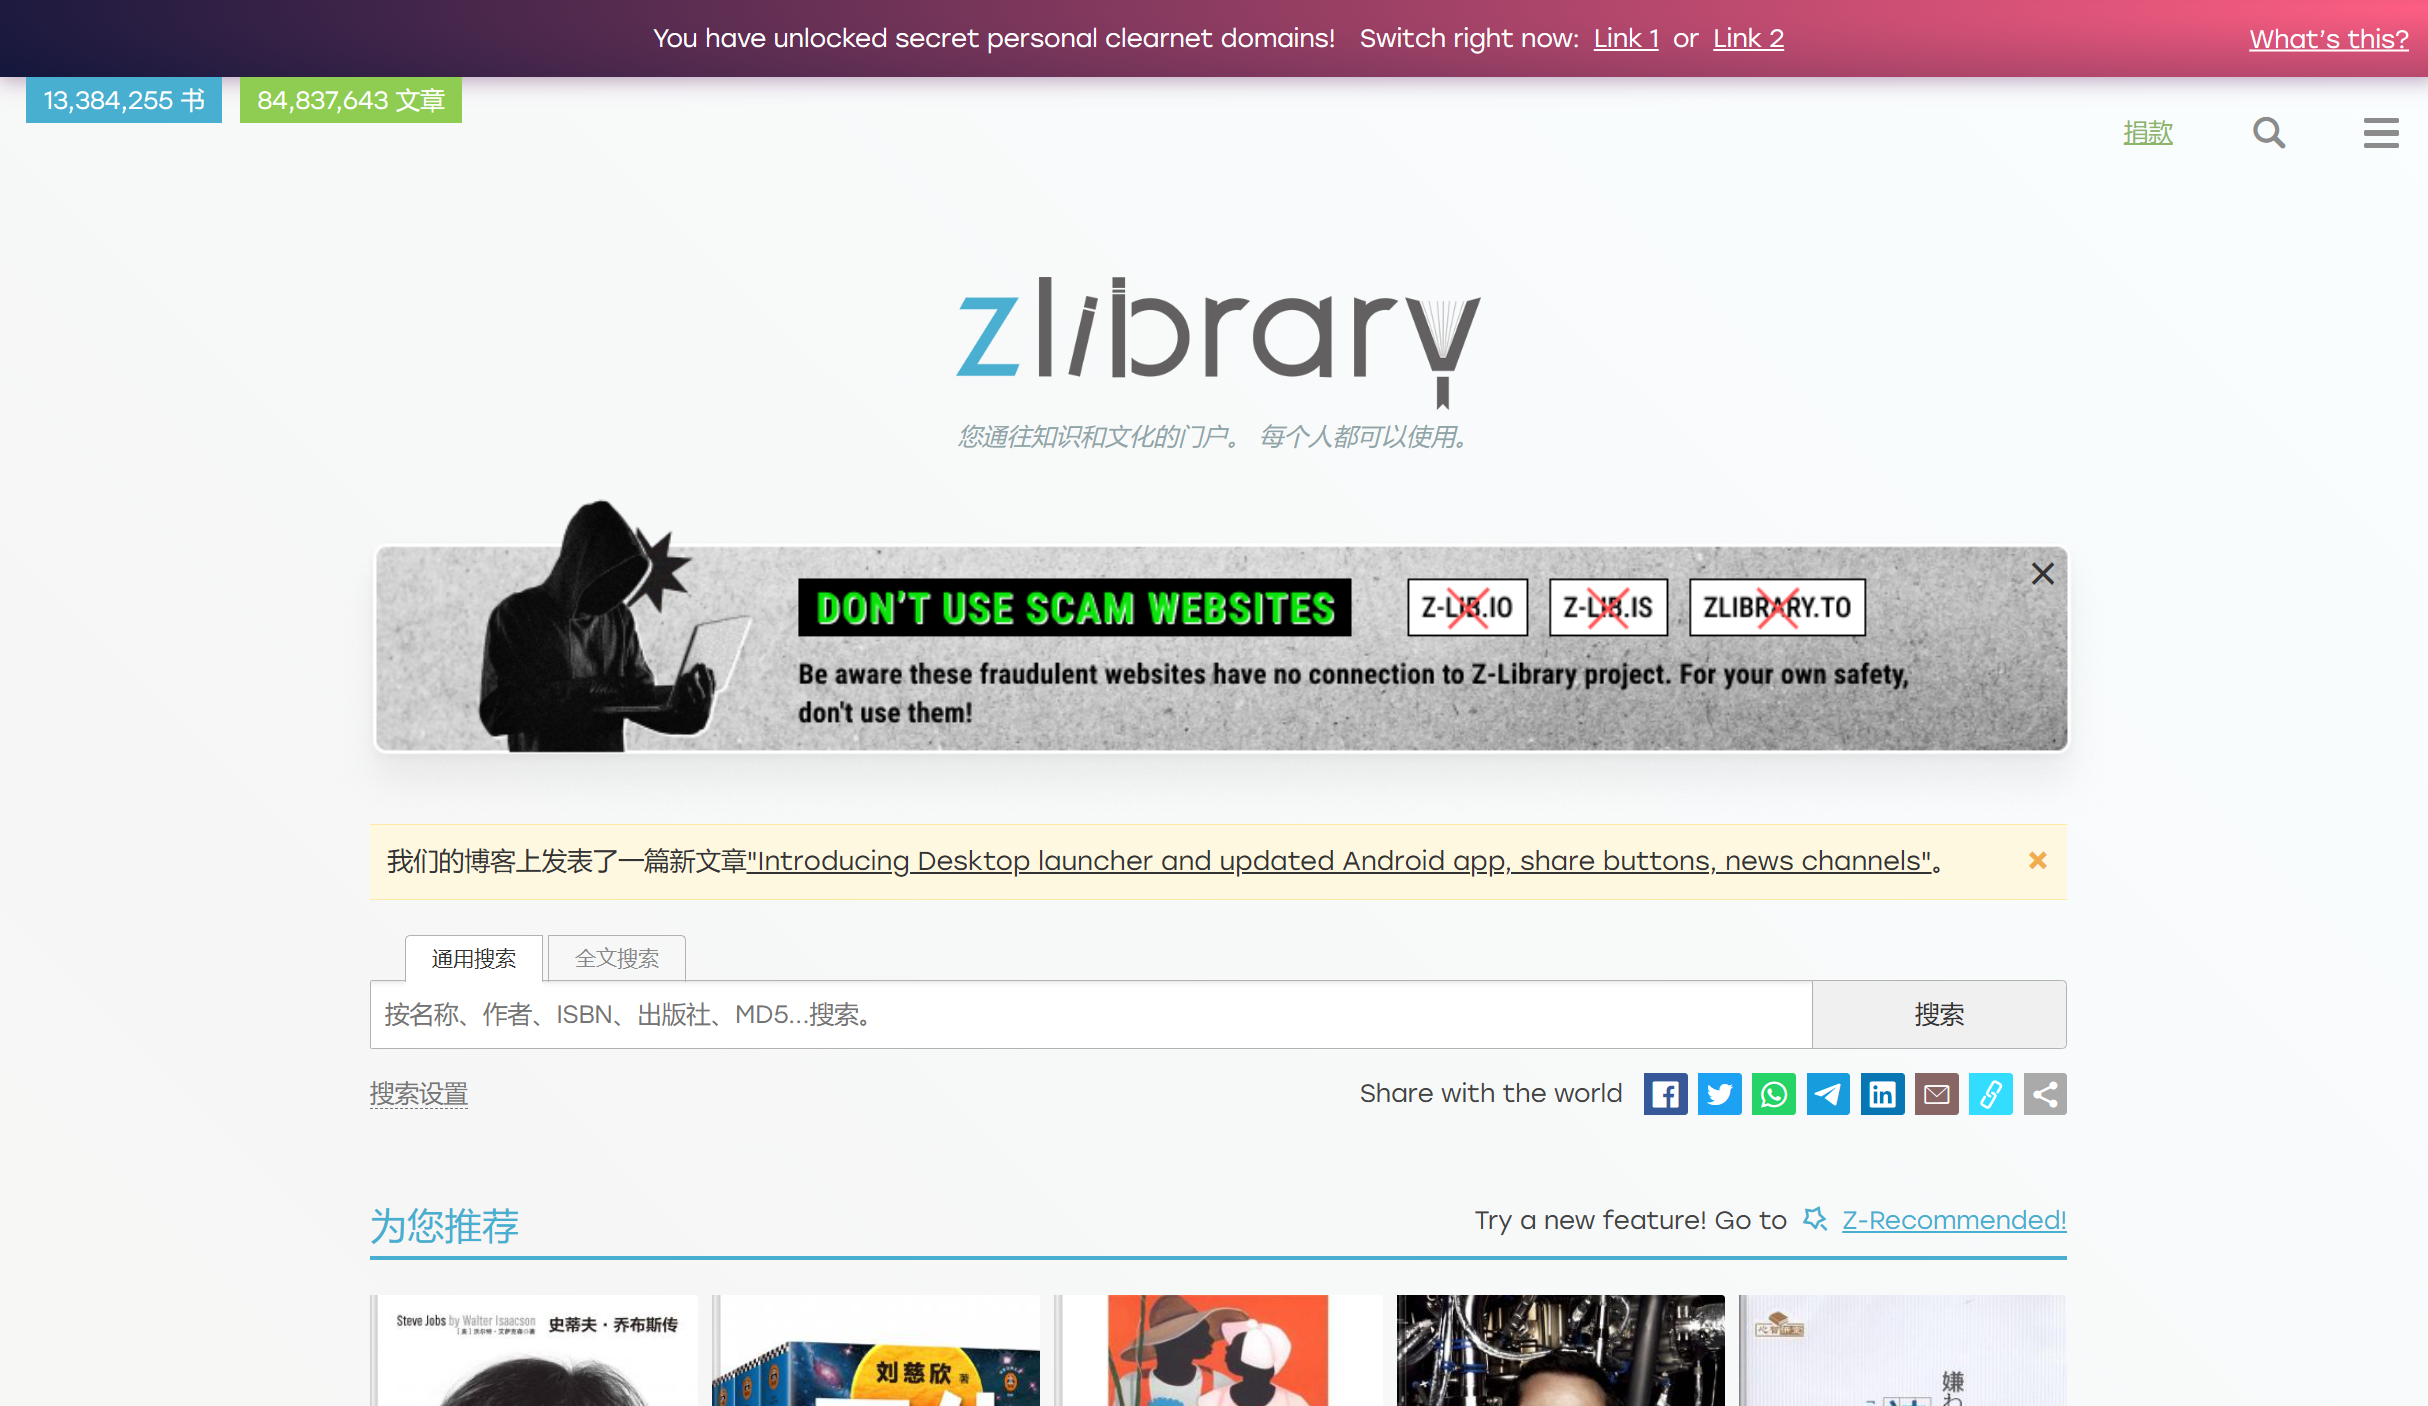 You have unlocked secret personal clearnet domains! Switch right now: Link 1 or Link 2
What's this?
13,384,255 书
84,837,643 文章
捐款
zlibrary
您通往知识和文化的门户。 每个人都可以使用。
DON'T USE SCAM WEBSITES
Z-LIB.IO
Z-LIB.IS
ZLIBRARY.TO
Be aware these fraudulent websites have no connection to Z-Library project. For your own safety,
don't use them!
我们的博客上发表了一篇新文章"Introducing Desktop launcher and updated Android app, share buttons, news channels"。
通用搜索
全文搜索
按名称、作者、ISBN、出版社、MD5...搜索。
搜索
搜索设置
Share with the world
为您推荐
Try a new feature! Go to Z-Recommended!
Steve Jobs by Walter Isaacson
史蒂夫·乔布斯传
刘慈欣 著
嫌
わ